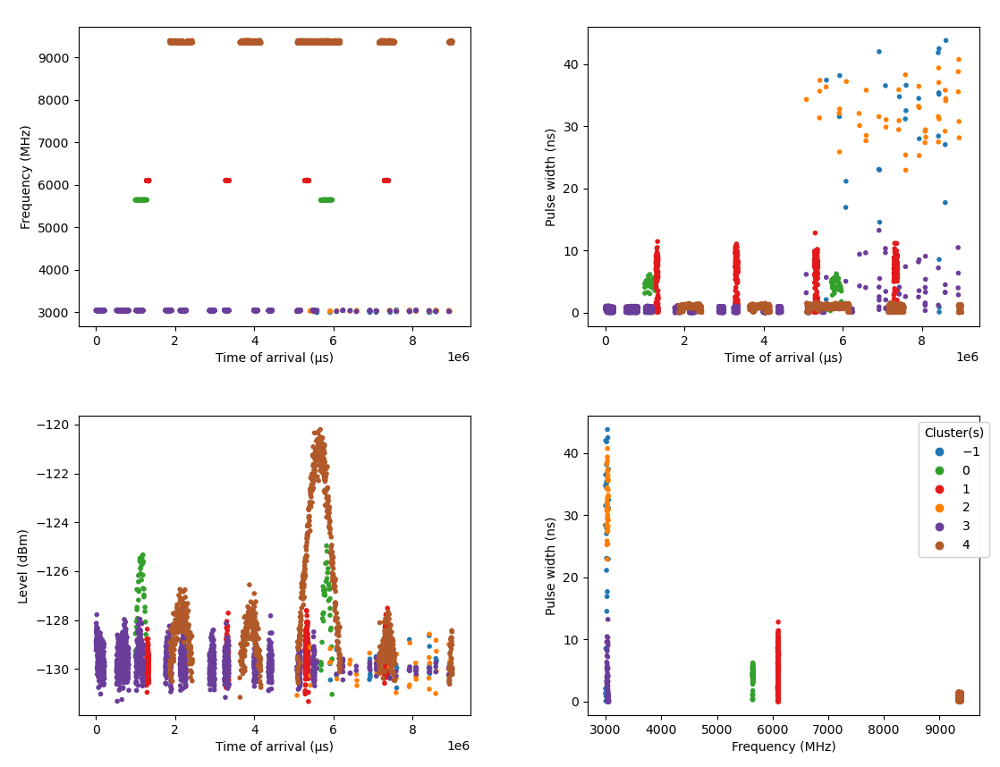 9000
8000
7000
6000
5000
4000
3000
Frequency (MHz)
0 2 4 6 8
1e6
Time of arrival (µs)
40
30
20
10
0
Pulse width (ns)
0 2 4 6 8
1e6
Time of arrival (µs)
−120
−122
−124
−126
−128
−130
Level (dBm)
0 2 4 6 8
1e6
Time of arrival (µs)
40
30
20
10
0
Pulse width (ns)
Cluster(s)
−1
0
1
2
3
4
3000 4000 5000 6000 7000 8000 9000
Frequency (MHz)